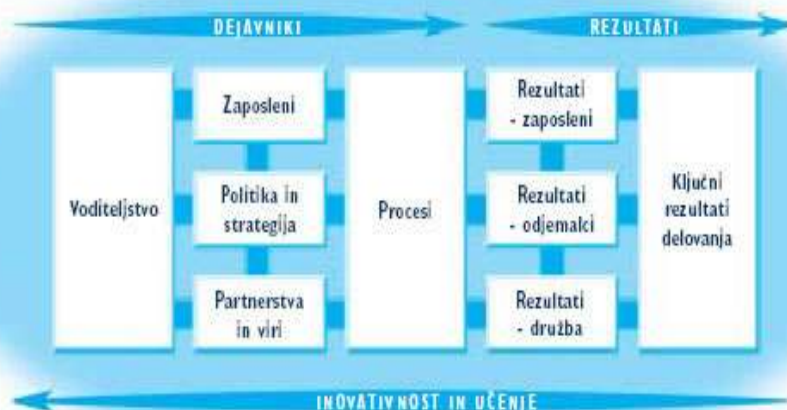 DEJAVNIKI
REZULTATI
Voditeljstvo
Zaposleni
Politika in
strategija
Partnerstva
in viri
Procesi
Rezultati
- zaposleni
Rezultati
- odjemalci
Rezultati
- družba
Ključni
rezultati
delovanja
INOVATIVNOST IN UČENJE